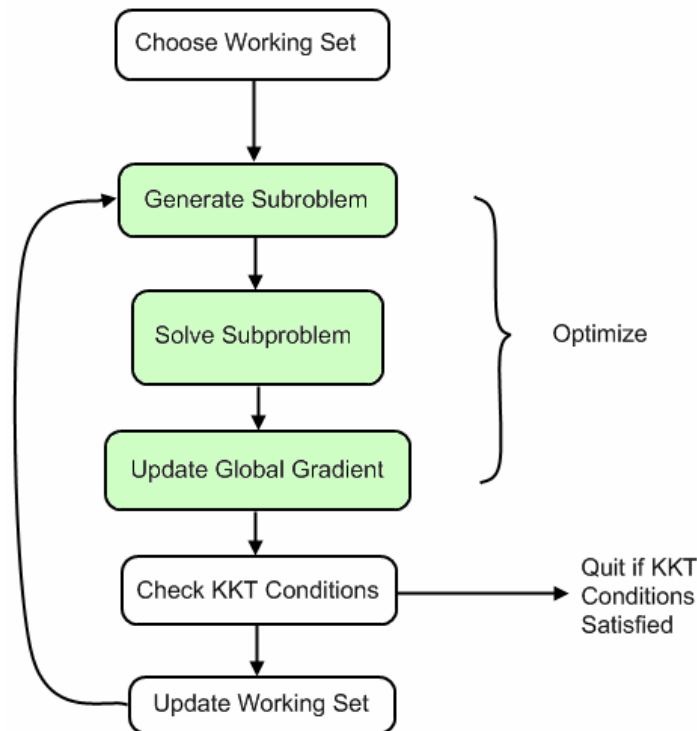 Choose Working Set
Generate Subroblem
Solve Subproblem
Optimize
Update Global Gradient
Check KKT Conditions
Quit if KKT
Conditions
Satisfied
Update Working Set